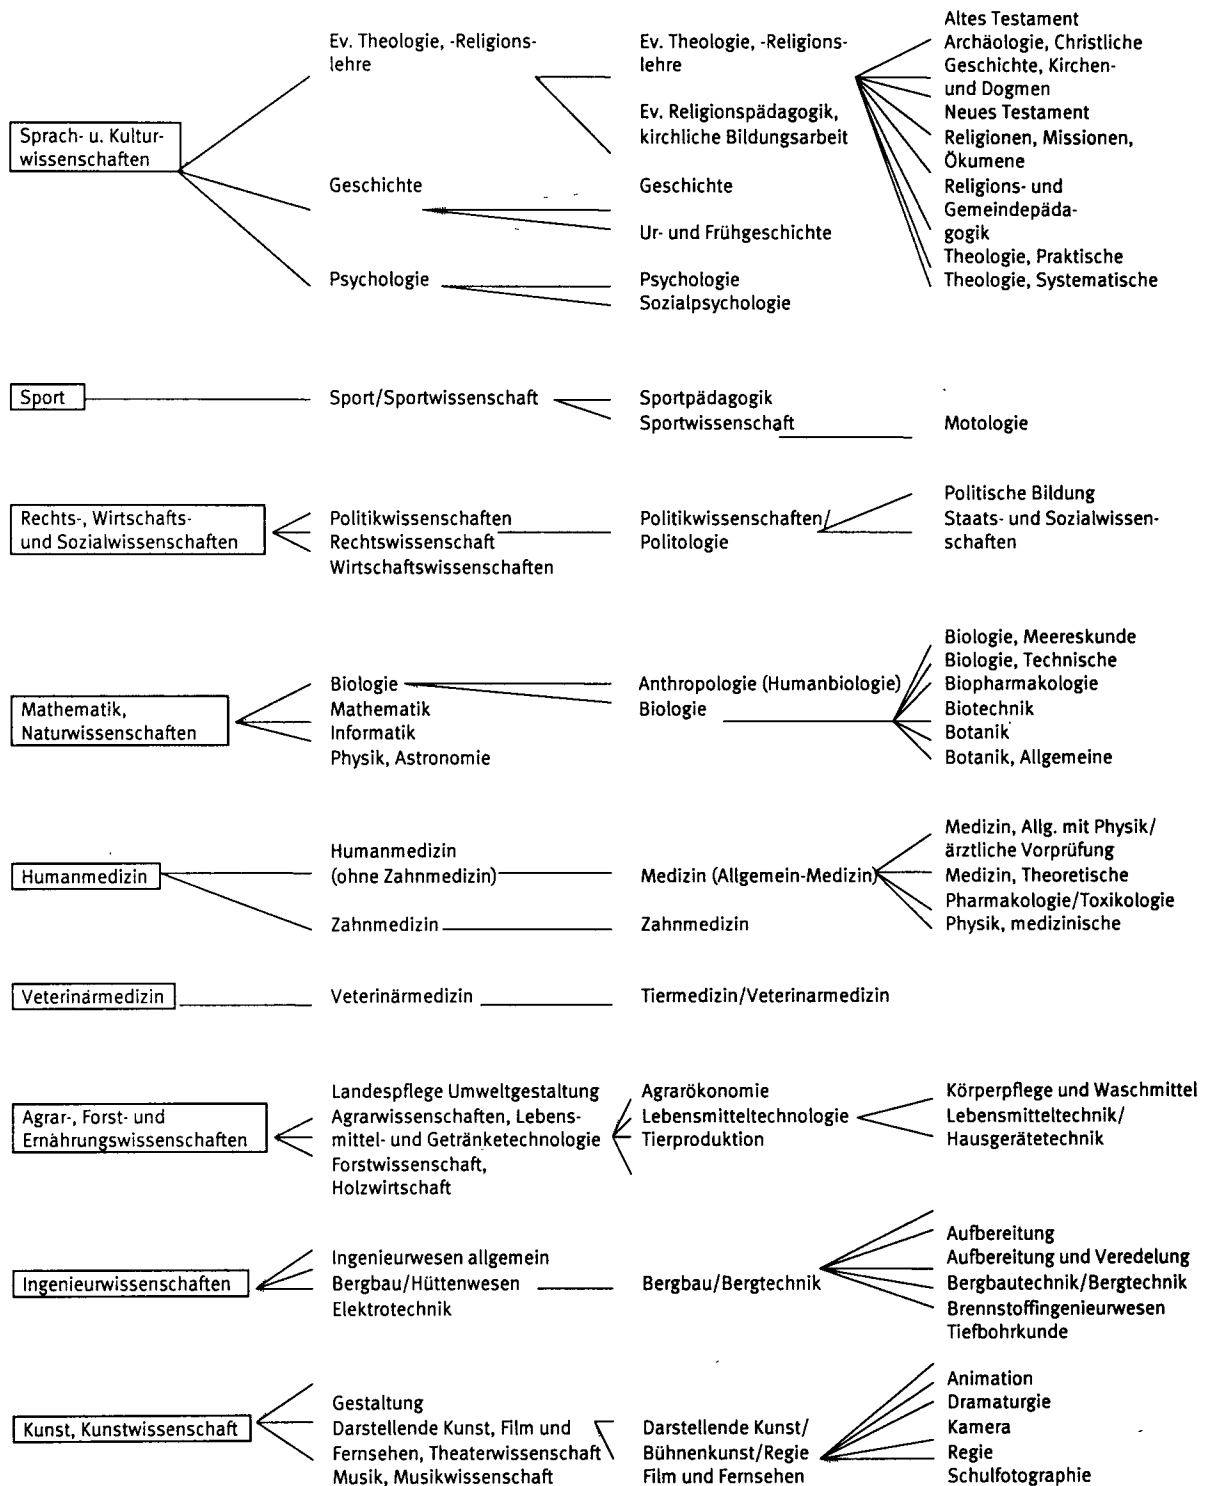 Sprach- u. Kultur-
wissenschaften
Ev. Theologie, -Religions-
lehre
Geschichte
Psychologie
Ev. Theologie, -Religions-
lehre
Ev. Religionspädagogik,
kirchliche Bildungsarbeit
Geschichte
Ur- und Frühgeschichte
Psychologie
Sozialpsychologie
Altes Testament
Archäologie, Christliche
Geschichte, Kirchen-
und Dogmen
Neues Testament
Religionen, Missionen,
Ökumene
Religions- und
Gemeindepäda-
gogik
Theologie, Praktische
Theologie, Systematische
Sport
Sport/Sportwissenschaft
Sportpädagogik
Sportwissenschaft
Motologie
Rechts-, Wirtschafts-
und Sozialwissenschaften
Politikwissenschaften
Rechtswissenschaft
Wirtschaftswissenschaften
Politikwissenschaften/
Politologie
Politische Bildung
Staats- und Sozialwissen-
schaften
Mathematik,
Naturwissenschaften
Biologie
Mathematik
Informatik
Physik, Astronomie
Anthropologie (Humanbiologie)
Biologie
Biologie, Meereskunde
Biologie, Technische
Biopharmakologie
Biotechnik
Botanik
Botanik, Allgemeine
Humanmedizin
Humanmedizin
(ohne Zahnmedizin)
Zahnmedizin
Medizin (Allgemein-Medizin)
Zahnmedizin
Medizin, Allg. mit Physik/
ärztliche Vorprüfung
Medizin, Theoretische
Pharmakologie/Toxikologie
Physik, medizinische
Veterinärmedizin
Veterinärmedizin
Tiermedizin/Veterinarmedizin
Agrar-, Forst- und
Ernährungswissenschaften
Landespflege Umweltgestaltung
Agrarwissenschaften, Lebens-
mittel- und Getränketechnologie
Forstwissenschaft,
Holzwirtschaft
Agrarökonomie
Lebensmitteltechnologie
Tierproduktion
Körperpflege und Waschmittel
Lebensmitteltechnik/
Hausgerätetechnik
Ingenieurwissenschaften
Ingenieurwesen allgemein
Bergbau/Hüttenwesen
Elektrotechnik
Bergbau/Bergtechnik
Aufbereitung
Aufbereitung und Veredelung
Bergbautechnik/Bergtechnik
Brennstoffingenieurwesen
Tiefbohrkunde
Kunst, Kunstwissenschaft
Gestaltung
Darstellende Kunst, Film und
Fernsehen, Theaterwissenschaft
Musik, Musikwissenschaft
Darstellende Kunst/
Bühnenkunst/Regie
Film und Fernsehen
Animation
Dramaturgie
Kamera
Regie
Schulfotographie